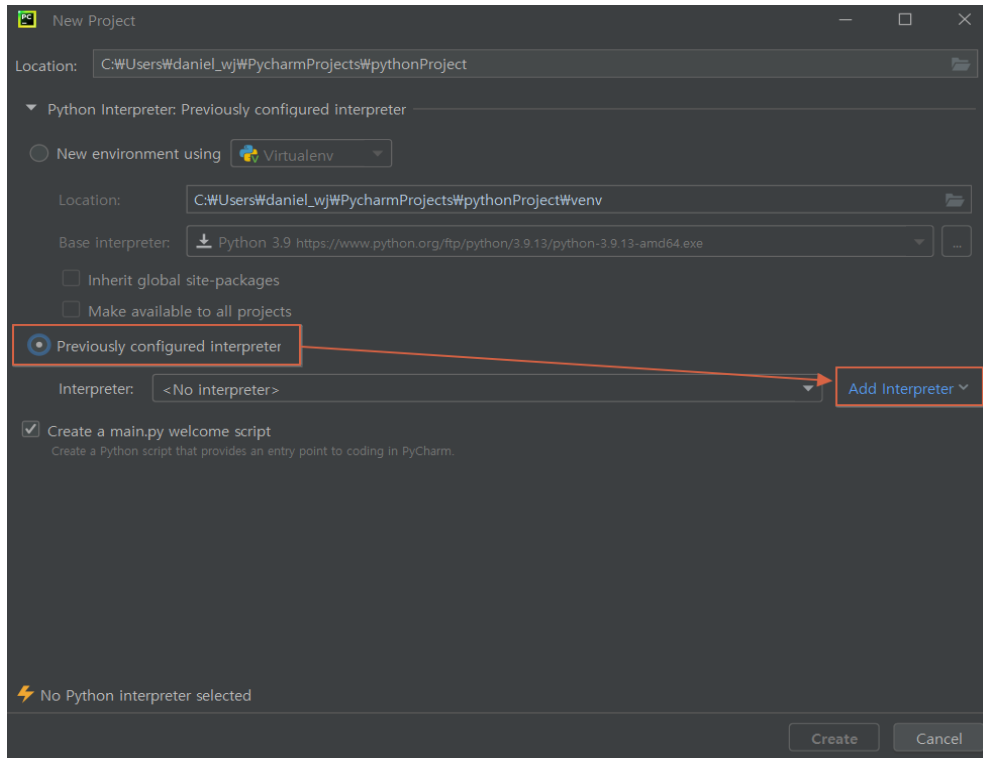 PC New Project
Location: C:₩Users₩daniel_wj₩PycharmProjects₩pythonProject
Python Interpreter: Previously configured interpreter
New environment using Virtualenv
Location: C:₩Users₩daniel_wj₩PycharmProjects₩pythonProject₩venv
Base interpreter: Python 3.9 https://www.python.org/ftp/python/3.9.13/python-3.9.13-amd64.exe ...
Inherit global site-packages
Make available to all projects
Previously configured interpreter
Interpreter: <No interpreter> Add Interpreter
Create a main.py welcome script
Create a Python script that provides an entry point to coding in PyCharm.
No Python interpreter selected
Create Cancel